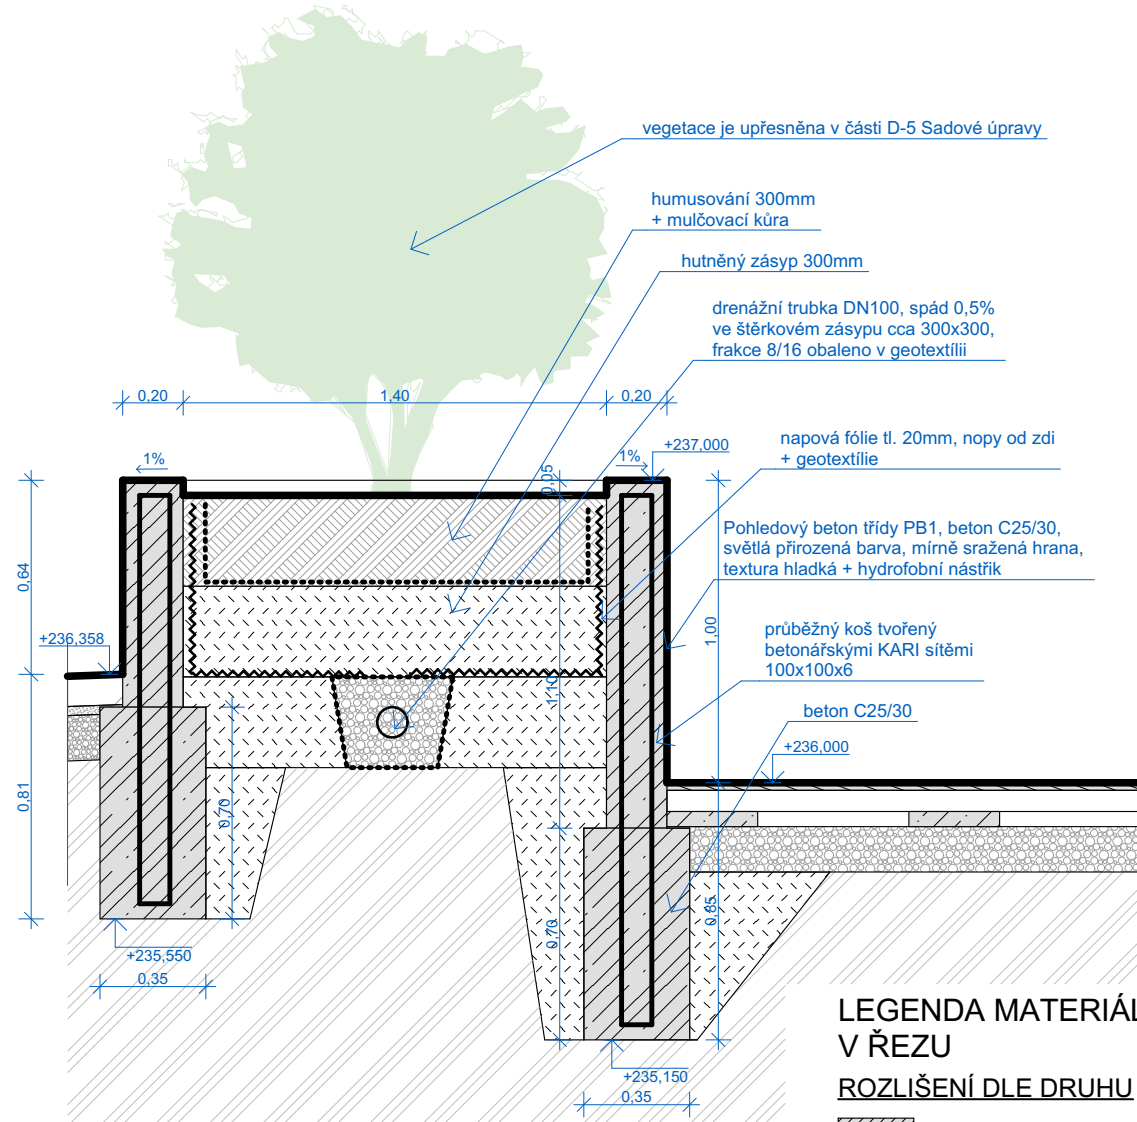 vegetace je upřesněna v části D-5 Sadové úpravy
humusování 300mm
+ mulčovací kůra
hutněný zásyp 300mm
drenážní trubka DN100, spád 0,5%
ve štěrkovém zásypu cca 300x300,
frakce 8/16 obaleno v geotextílii
0,20
1,40
0,20
napová fólie tl. 20mm, nopy od zdi
+ geotextílie
+237,000
1%
1%
0,05
Pohledový beton třídy PB1, beton C25/30,
světlá přirozená barva, mírně sražená hrana,
textura hladká + hydrofobní nástřik
0,64
+236,358
1,00
průběžný koš tvořený
betonářskými KARI sítěmi
100x100x6
1,10
beton C25/30
+236,000
0,81
0,70
0,85
0,70
+235,550
0,35
+235,150
0,35
LEGENDA MATERIÁL
V ŘEZU
ROZLIŠENÍ DLE DRUHU